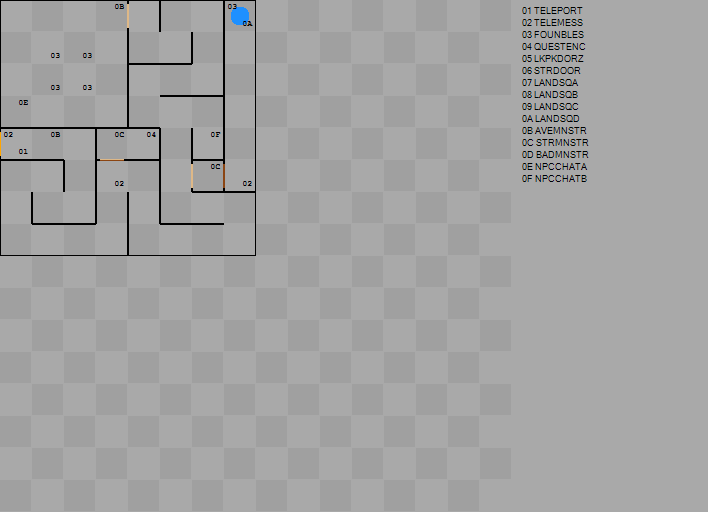 0B 03
0A
03 03
03 03
0E
02 0B 0C 04 0F
01
0C
02 02
01 TELEPORT
02 TELEMESS
03 FOUNBLES
04 QUESTENC
05 LKPKDORZ
06 STRDOOR
07 LANDSQA
08 LANDSQB
09 LANDSQC
0A LANDSQD
0B AVEMNSTR
0C STRMNSTR
0D BADMNSTR
0E NPCCHATA
0F NPCCHATB